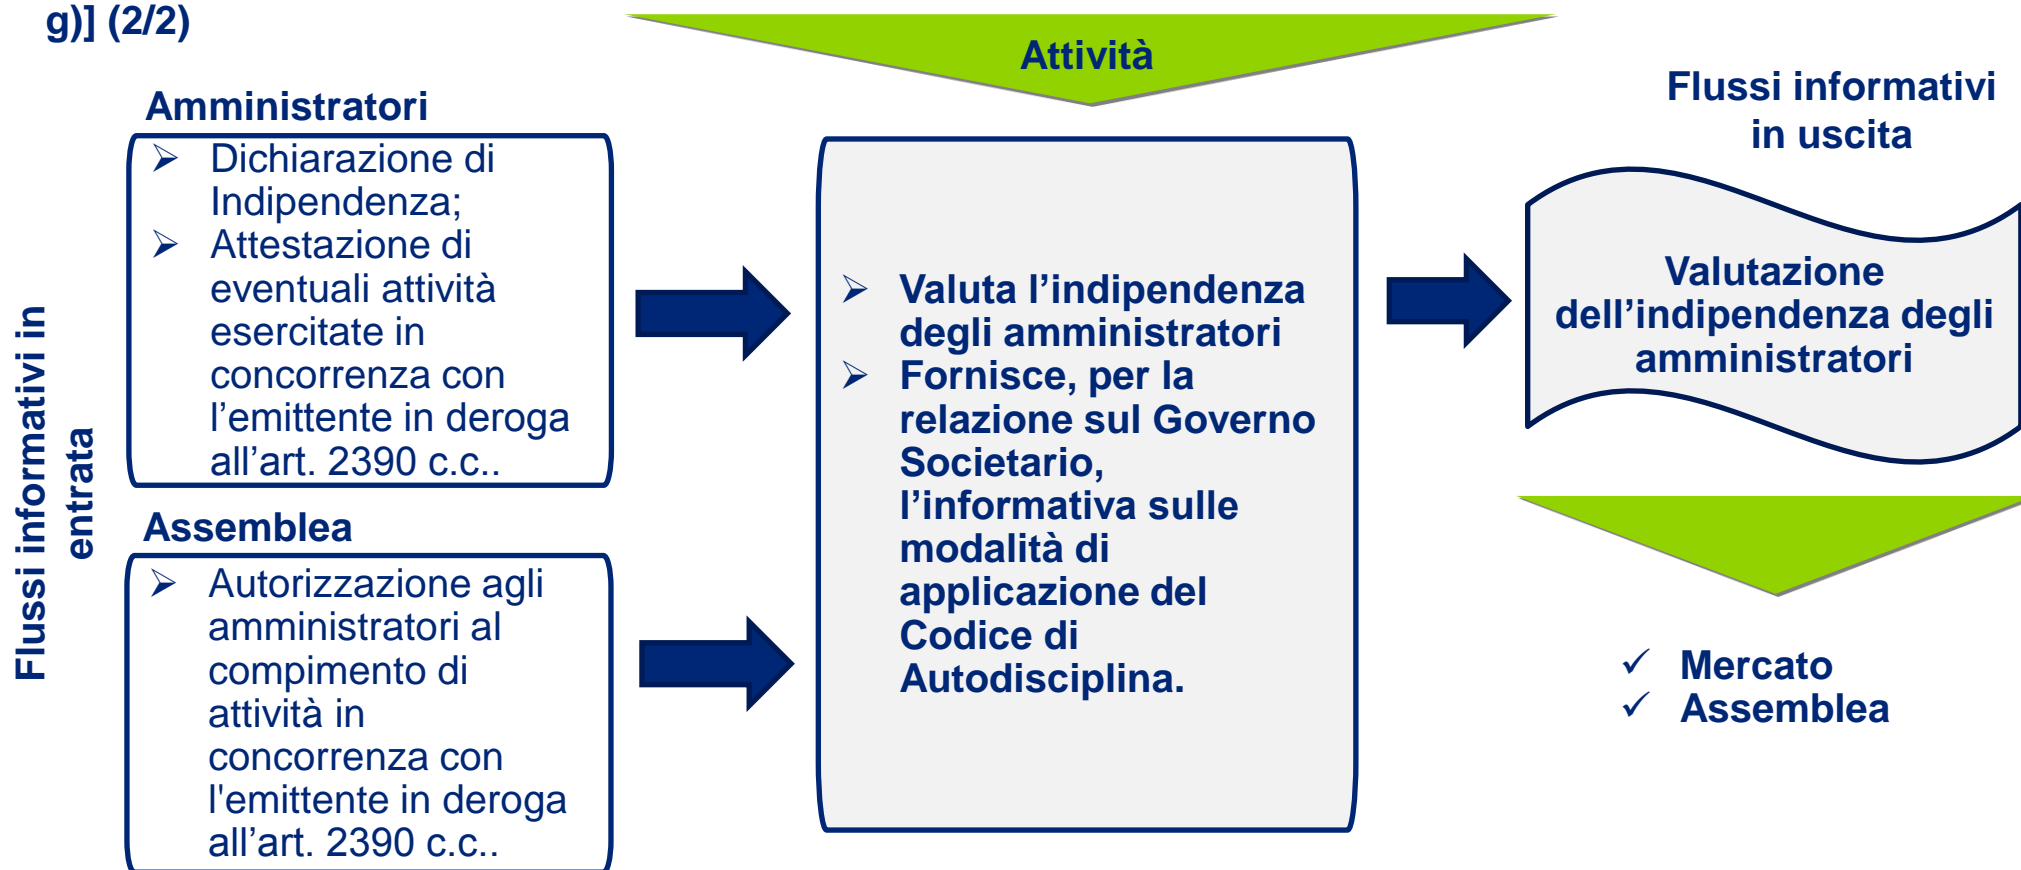 g)] (2/2)
Attività
Flussi informativi
in uscita
Flussi informativi in
entrata
Amministratori
➢ Dichiarazione di
Indipendenza;
➢ Attestazione di
eventuali attività
esercitate in
concorrenza con
l’emittente in deroga
all’art. 2390 c.c..
Assemblea
➢ Autorizzazione agli
amministratori al
compimento di
attività in
concorrenza con
l'emittente in deroga
all’art. 2390 c.c..
➢ Valuta l’indipendenza
degli amministratori
➢ Fornisce, per la
relazione sul Governo
Societario,
l’informativa sulle
modalità di
applicazione del
Codice di
Autodisciplina.
Valutazione
dell’indipendenza degli
amministratori
✓ Mercato
✓ Assemblea